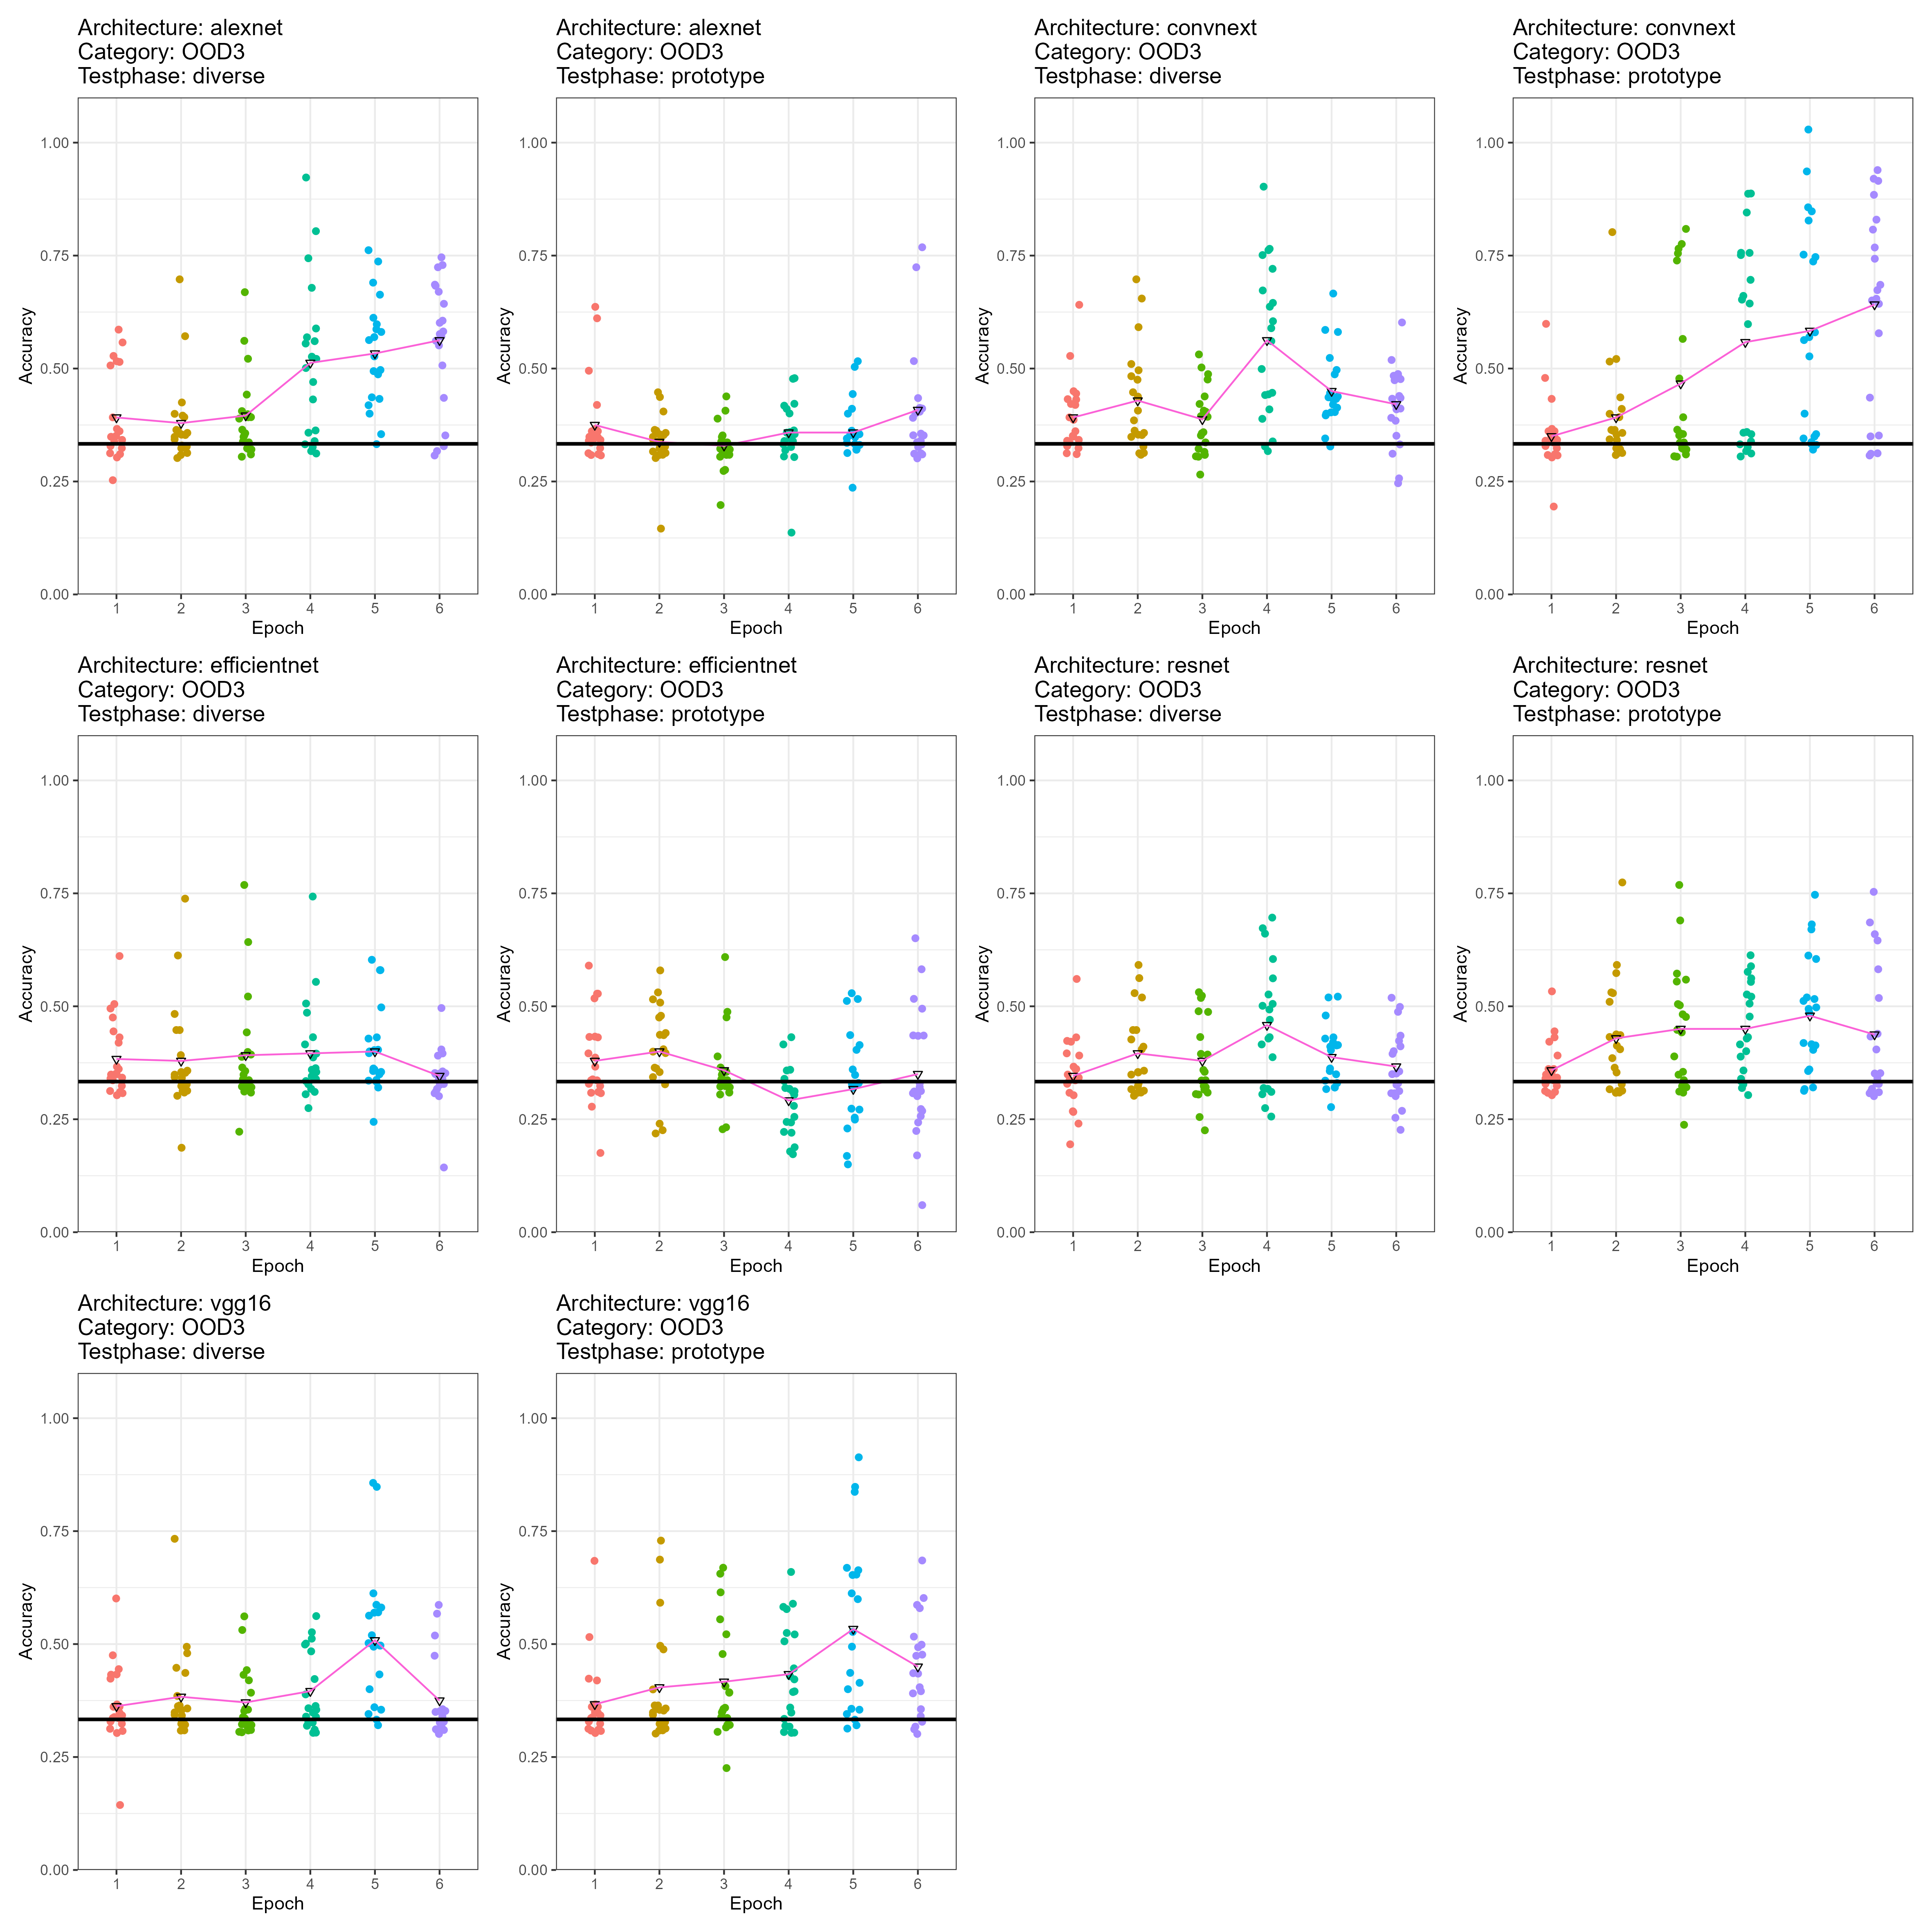 Architecture: alexnet
Category: OOD3
Testphase: diverse
1.00
0.75
0.50
0.25
0.00
Accuracy
1 2 3 4 5 6
Epoch
Architecture: alexnet
Category: OOD3
Testphase: prototype
1.00
0.75
0.50
0.25
0.00
Accuracy
1 2 3 4 5 6
Epoch
Architecture: convnext
Category: OOD3
Testphase: diverse
1.00
0.75
0.50
0.25
0.00
Accuracy
1 2 3 4 5 6
Epoch
Architecture: convnext
Category: OOD3
Testphase: prototype
1.00
0.75
0.50
0.25
0.00
Accuracy
1 2 3 4 5 6
Epoch
Architecture: efficientnet
Category: OOD3
Testphase: diverse
1.00
0.75
0.50
0.25
0.00
Accuracy
1 2 3 4 5 6
Epoch
Architecture: efficientnet
Category: OOD3
Testphase: prototype
1.00
0.75
0.50
0.25
0.00
Accuracy
1 2 3 4 5 6
Epoch
Architecture: resnet
Category: OOD3
Testphase: diverse
1.00
0.75
0.50
0.25
0.00
Accuracy
1 2 3 4 5 6
Epoch
Architecture: resnet
Category: OOD3
Testphase: prototype
1.00
0.75
0.50
0.25
0.00
Accuracy
1 2 3 4 5 6
Epoch
Architecture: vgg16
Category: OOD3
Testphase: diverse
1.00
0.75
0.50
0.25
0.00
Accuracy
1 2 3 4 5 6
Epoch
Architecture: vgg16
Category: OOD3
Testphase: prototype
1.00
0.75
0.50
0.25
0.00
Accuracy
1 2 3 4 5 6
Epoch